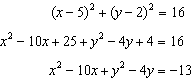 (x−5)² + (y−2)² = 16
x² − 10x + 25 + y² − 4y + 4 = 16
x² − 10x + y² − 4y = −13